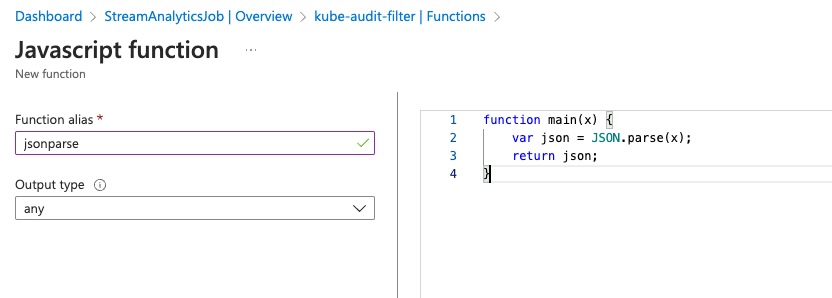 Dashboard > StreamAnalyticsJob | Overview > kube-audit-filter | Functions >
Javascript function ...
New function
Function alias *
jsonparse
Output type
any
1 function main(x) {
2     var json = JSON.parse(x);
3     return json;
4 }